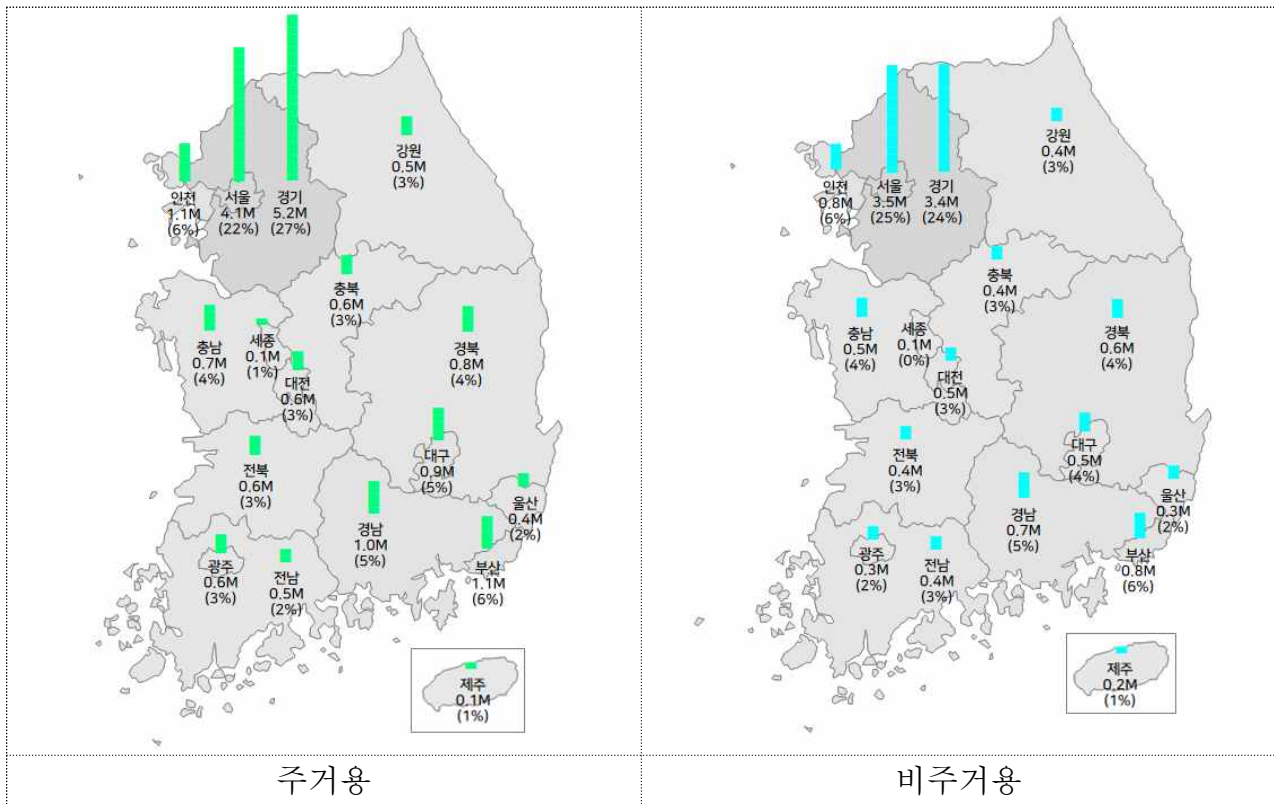 인천
1.1M
(6%)
서울
4.1M
(22%)
경기
5.2M
(27%)
강원
0.5M
(3%)
충북
0.6M
(3%)
충남
0.7M
(4%)
세종
0.1M
(1%)
대전
0.6M
(3%)
경북
0.8M
(4%)
대구
0.9M
(5%)
전북
0.6M
(3%)
울산
0.4M
(2%)
경남
1.0M
(5%)
부산
1.1M
(6%)
광주
0.6M
(3%)
전남
0.5M
(2%)
제주
0.1M
(1%)
주거용
인천
0.8M
(6%)
서울
3.5M
(25%)
경기
3.4M
(24%)
강원
0.4M
(3%)
충북
0.4M
(3%)
충남
0.5M
(4%)
세종
0.1M
(0%)
대전
0.5M
(3%)
경북
0.6M
(4%)
대구
0.5M
(4%)
전북
0.4M
(3%)
울산
0.3M
(2%)
경남
0.7M
(5%)
부산
0.8M
(6%)
광주
0.3M
(2%)
전남
0.4M
(3%)
제주
0.2M
(1%)
비주거용